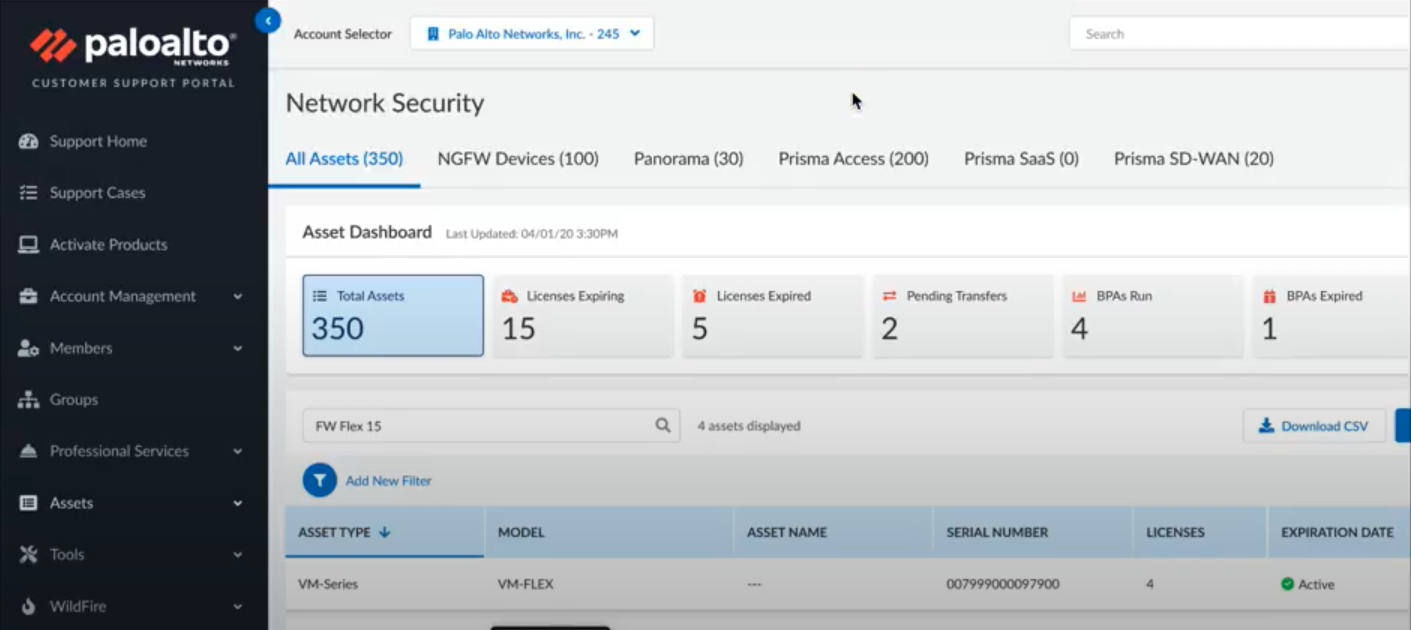 paloalto®
NETWORKS
CUSTOMER SUPPORT PORTAL
Support Home
Support Cases
Activate Products
Account Management
Members
Groups
Professional Services
Assets
Tools
WildFire
Account Selector
Palo Alto Networks, Inc. - 245
Search
Network Security
All Assets (350) NGFW Devices (100) Panorama (30) Prisma Access (200) Prisma SaaS (0) Prisma SD-WAN (20)
Asset Dashboard Last Updated: 04/01/20 3:30PM
Total Assets
350
Licenses Expiring
15
Licenses Expired
5
Pending Transfers
2
BPAs Run
4
BPAs Expired
1
FW Flex 15
4 assets displayed
Download CSV
Add New Filter
ASSET TYPE MODEL ASSET NAME SERIAL NUMBER LICENSES EXPIRATION DATE
VM-Series VM-FLEX --- 007999000097900 4 Active